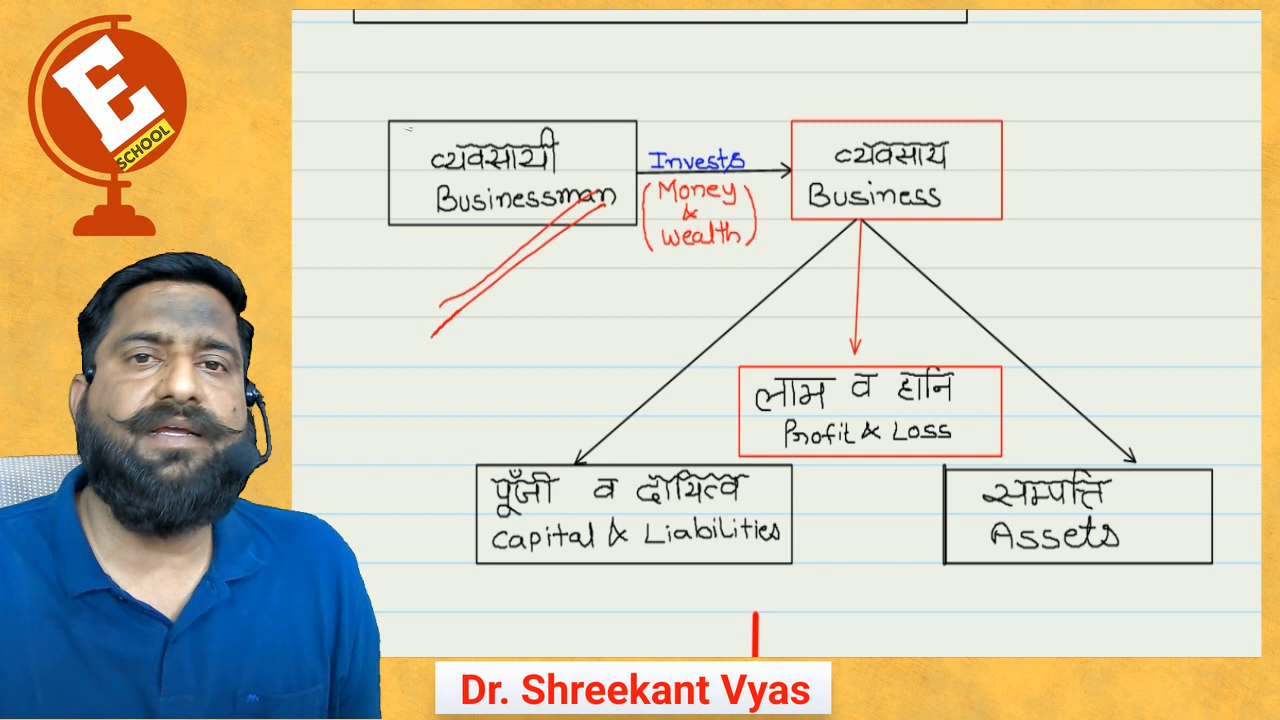 E
SCHOOL
व्यवसायी
Businessman
Invests
(Money
&
Wealth)
व्यवसाय
Business
लाभ व हानि
Profit & Loss
पूँजी व दायित्व
Capital & Liabilities
सम्पत्ति
Assets
Dr. Shreekant Vyas